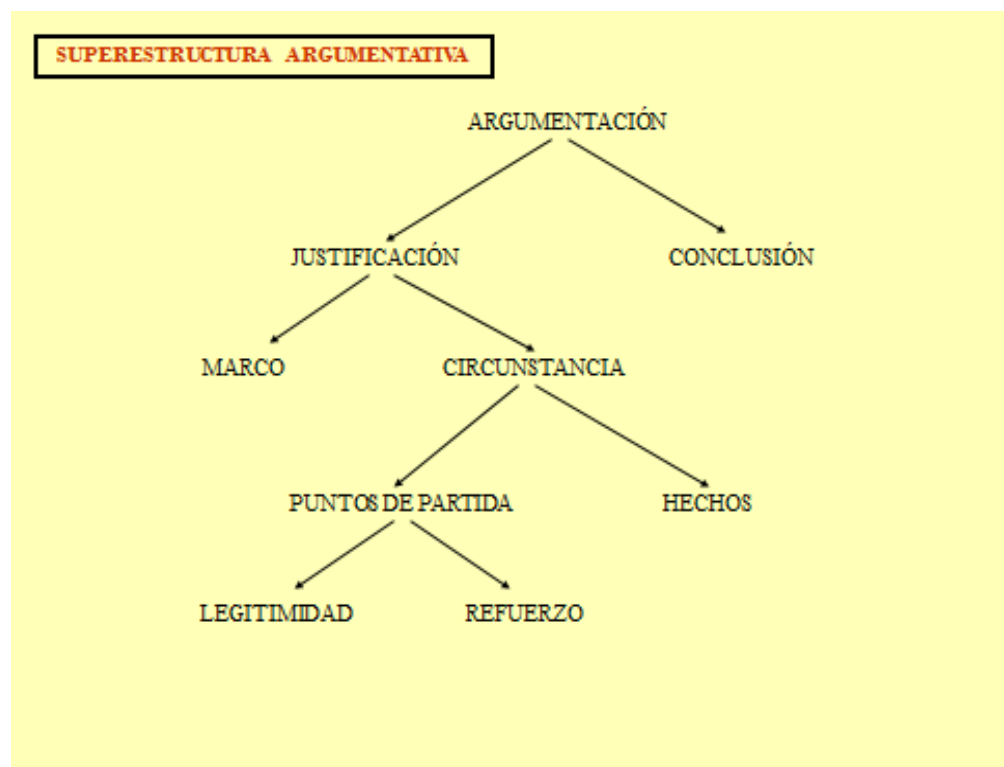 SUPERESTRUCTURA ARGUMENTATIVA
ARGUMENTACIÓN
JUSTIFICACIÓN
CONCLUSIÓN
MARCO
CIRCUNSTANCIA
PUNTOS DE PARTIDA
HECHOS
LEGITIMIDAD
REFUERZO